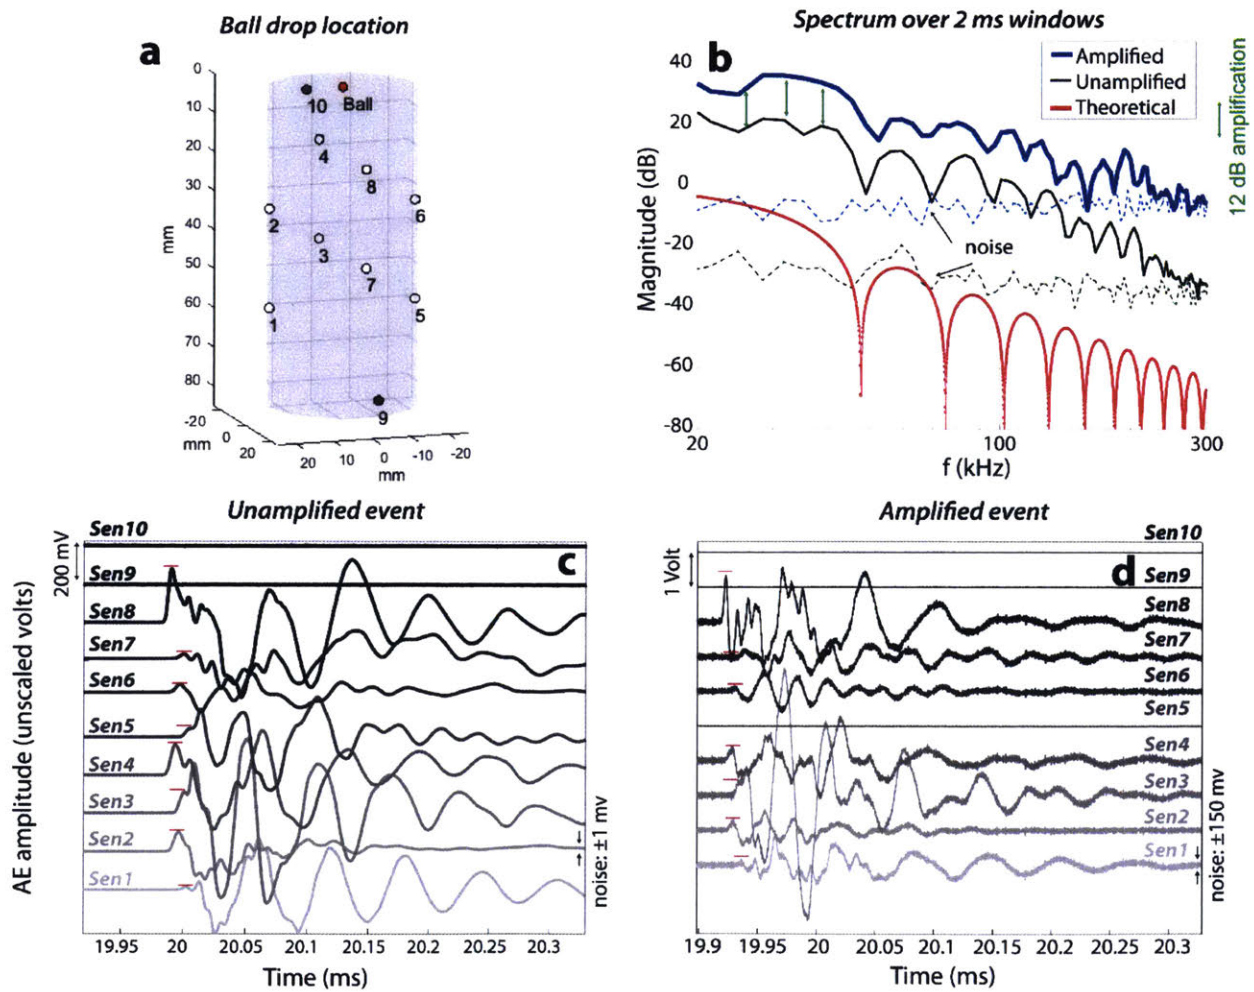 Ball drop location
a
0
10
20
30
40
50
60
70
80
mm
-20
mm 0
20
20 10 0 -10 -20
mm
10 Ball
4
8
2
6
3
7
1
5
9
Spectrum over 2 ms windows
b
Amplified
Unamplified
Theoretical
12 dB amplification
Magnitude (dB)
40
20
0
-20
-40
-60
-80
noise
20 100 300
f (kHz)
Unamplified event
c
200 mV
AE amplitude (unscaled volts)
Sen10
Sen9
Sen8
Sen7
Sen6
Sen5
Sen4
Sen3
Sen2
Sen1
noise: ±1 mv
19.95 20 20.05 20.1 20.15 20.2 20.25 20.3
Time (ms)
Amplified event
d
1 Volt
Sen10
Sen9
Sen8
Sen7
Sen6
Sen5
Sen4
Sen3
Sen2
Sen1
noise: ±150 mv
19.9 19.95 20 20.05 20.1 20.15 20.2 20.25 20.3
Time (ms)